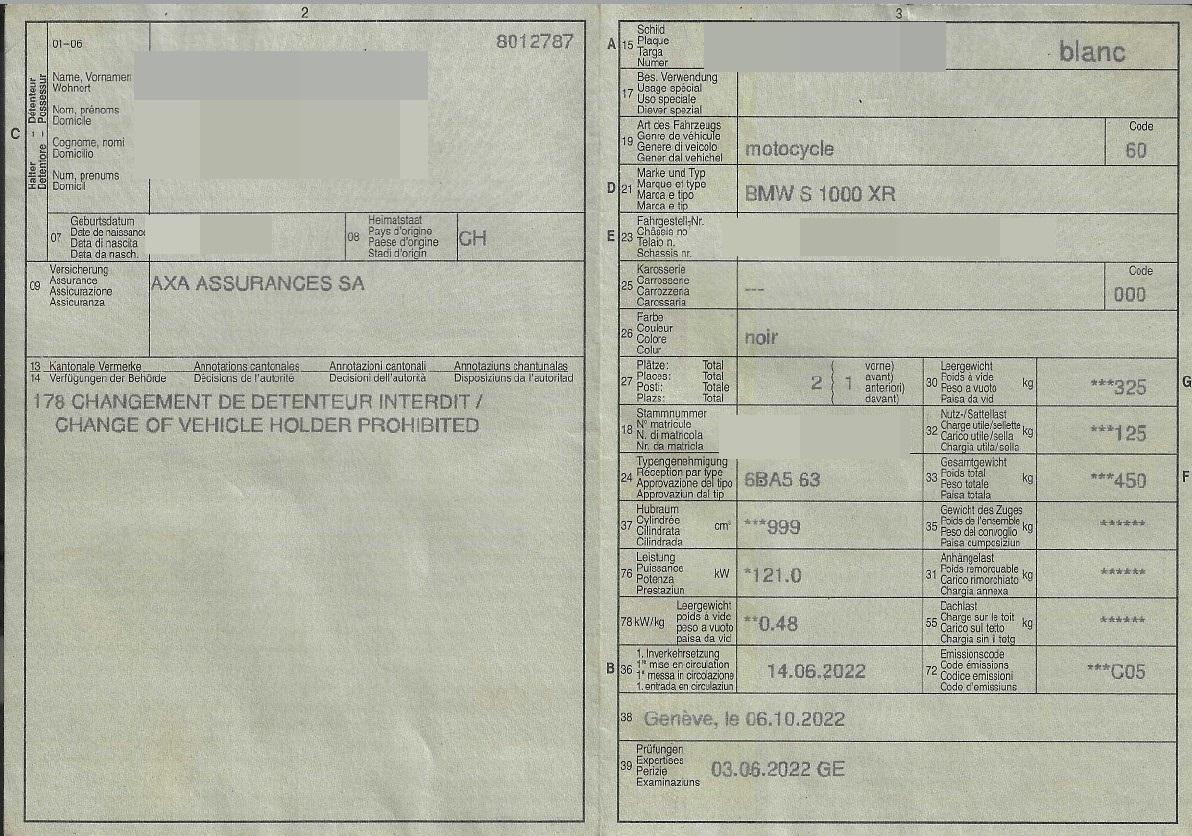 2
01-06
8012787
C
Halter – Détenteur
Detentore – Possessur
Name, Vornamen
Wohnort
Nom, prénoms
Domicile
Cognome, nomi
Domicilio
Num, prenums
Domicil
07
Geburtsdatum
Date de naissance
Data di nascita
Data da nasch.
08
Heimatstaat
Pays d'origine
Paese d'origine
Stadi d'origin
CH
09
Versicherung
Assurance
Assicurazione
Assicuranza
AXA ASSURANCES SA
13 Kantonale Vermerke Annotations cantonales Annotazioni cantonali Annotaziuns chantunalas
14 Verfügungen der Behörde Décisions de l'autorité Decisioni dell'autorità Disposiziuns da l'autoritad
178 CHANGEMENT DE DETENTEUR INTERDIT /
CHANGE OF VEHICLE HOLDER PROHIBITED
3
A 15
Schild
Plaque
Targa
Numer
blanc
17
Bes. Verwendung
Usage spécial
Uso speciale
Diever spezial
19
Art des Fahrzeugs
Genre de véhicule
Genere di veicolo
Gener dal vehichel
motocycle
Code
60
D 21
Marke und Typ
Marque et type
Marca e tipo
Marca e tip
BMW S 1000 XR
E 23
Fahrgestell-Nr.
Châssis no
Telaio n.
Schassis nr.
25
Karosserie
Carrosserie
Carrozzeria
Carossaria
---
Code
000
26
Farbe
Couleur
Colore
Colur
noir
27
Plätze: Total ( vorne)
Places: Total ( avant)
Posti: Totale ( anteriori)
Plazs: Total ( davant)
2 1
30
Leergewicht
Poids à vide
Peso a vuoto
Paisa da vid
kg
***325
G
18
Stammnummer
N° matricule
N. di matricola
Nr. da matricla
32
Nutz-/Sattellast
Charge utile/sellette
Carico utile/sella
Chargia utila/sella
kg
***125
24
Typengenehmigung
Réception par type
Approvazione del tipo
Approvaziun dal tip
6BA5 63
33
Gesamtgewicht
Poids total
Peso totale
Paisa totala
kg
***450
F
37
Hubraum
Cylindrée
Cilindrata
Cilindrada
cm³
***999
35
Gewicht des Zuges
Poids de l'ensemble
Peso del convoglio
Paisa cumposiziun
kg
******
76
Leistung
Puissance
Potenza
Prestaziun
kW
*121.0
31
Anhängelast
Poids remorquable
Carico rimorchiato
Chargia annexa
kg
******
78 kW/kg
Leergewicht
poids à vide
peso a vuoto
paisa da vid
**0.48
55
Dachlast
Charge sur le toit
Carico sul tetto
Chargia sin il tetg
kg
******
B 36
1. Inverkehrsetzung
1re mise en circulation
1a messa in circolazione
1. entrada en circulaziun
14.06.2022
72
Emissionscode
Code émissions
Codice emissioni
Code d'emissiuns
***C05
38
Genève, le 06.10.2022
39
Prüfungen
Expertises
Perizie
Examinaziuns
03.06.2022 GE